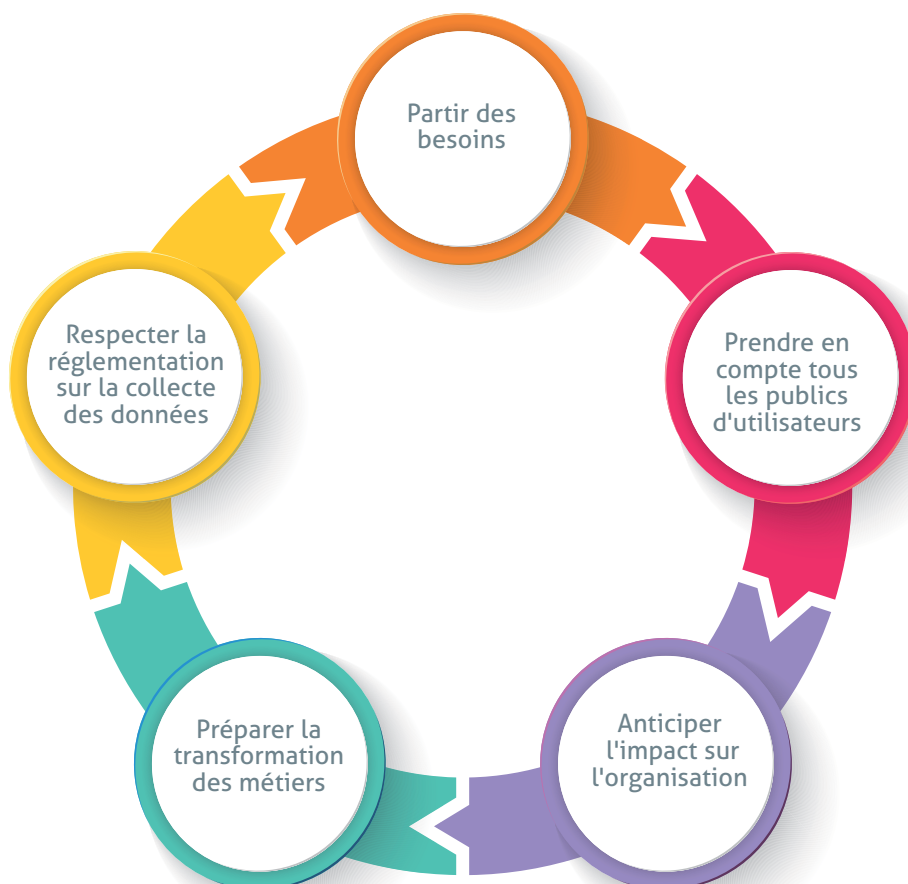 Partir des
besoins
Prendre en
compte tous
les publics
d'utilisateurs
Anticiper
l'impact sur
l'organisation
Préparer la
transformation
des métiers
Respecter la
réglementation
sur la collecte
des données